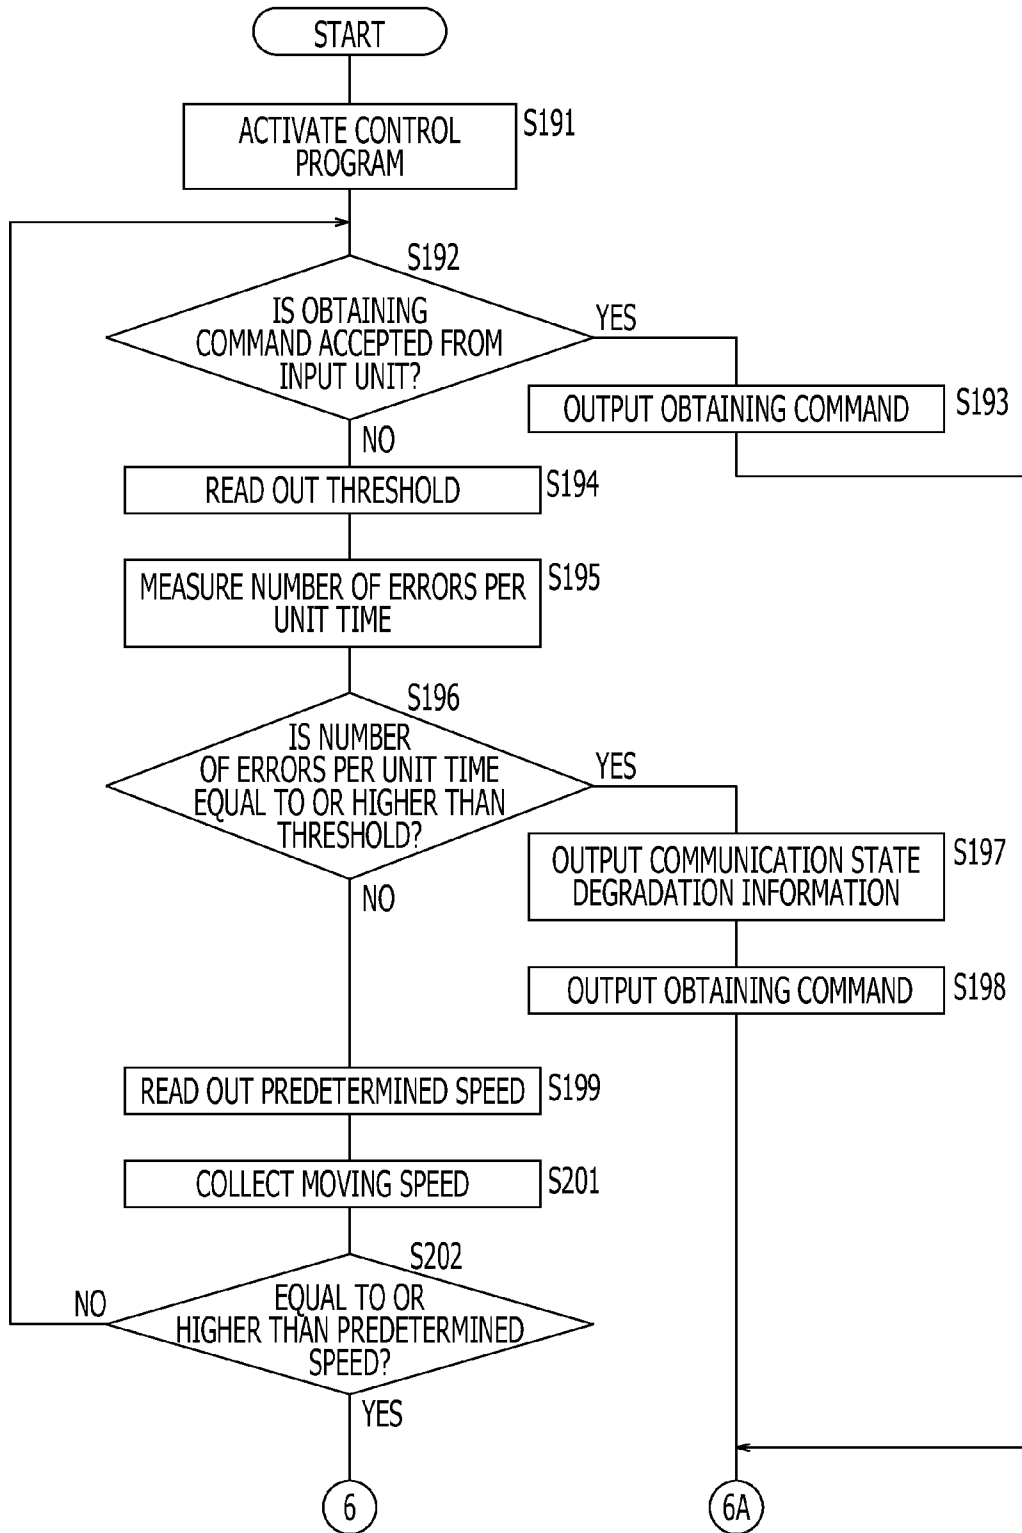 START
ACTIVATE CONTROL
PROGRAM
S191
S192
IS OBTAINING
COMMAND ACCEPTED FROM
INPUT UNIT?
YES
NO
OUTPUT OBTAINING COMMAND
S193
READ OUT THRESHOLD
S194
MEASURE NUMBER OF ERRORS PER
UNIT TIME
S195
S196
IS NUMBER
OF ERRORS PER UNIT TIME
EQUAL TO OR HIGHER THAN
THRESHOLD?
YES
NO
OUTPUT COMMUNICATION STATE
DEGRADATION INFORMATION
S197
OUTPUT OBTAINING COMMAND
S198
READ OUT PREDETERMINED SPEED
S199
COLLECT MOVING SPEED
S201
S202
EQUAL TO OR
HIGHER THAN PREDETERMINED
SPEED?
NO
YES
6
6A